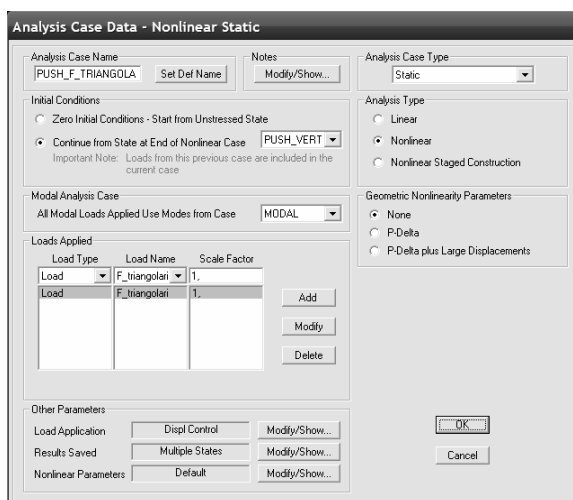 Analysis Case Data - Nonlinear Static
Analysis Case Name
PUSH_F_TRIANGOLA
Set Def Name
Notes
Modify/Show...
Analysis Case Type
Static
Initial Conditions
Zero Initial Conditions - Start from Unstressed State
Continue from State at End of Nonlinear Case
PUSH_VERT
Important Note: Loads from this previous case are included in the
current case
Analysis Type
Linear
Nonlinear
Nonlinear Staged Construction
Modal Analysis Case
All Modal Loads Applied Use Modes from Case
MODAL
Geometric Nonlinearity Parameters
None
P-Delta
P-Delta plus Large Displacements
Loads Applied
Load Type Load Name Scale Factor
Load F_triangolari 1,
Load F_triangolari 1,
Add
Modify
Delete
Other Parameters
Load Application Displ Control Modify/Show...
Results Saved Multiple States Modify/Show...
Nonlinear Parameters Default Modify/Show...
OK
Cancel